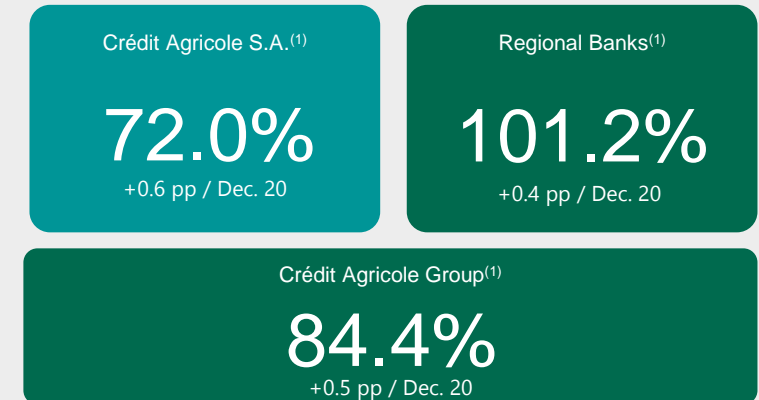 Crédit Agricole S.A.(1)
72.0%
+0.6 pp / Dec. 20
Regional Banks(1)
101.2%
+0.4 pp / Dec. 20
Crédit Agricole Group(1)
84.4%
+0.5 pp / Dec. 20